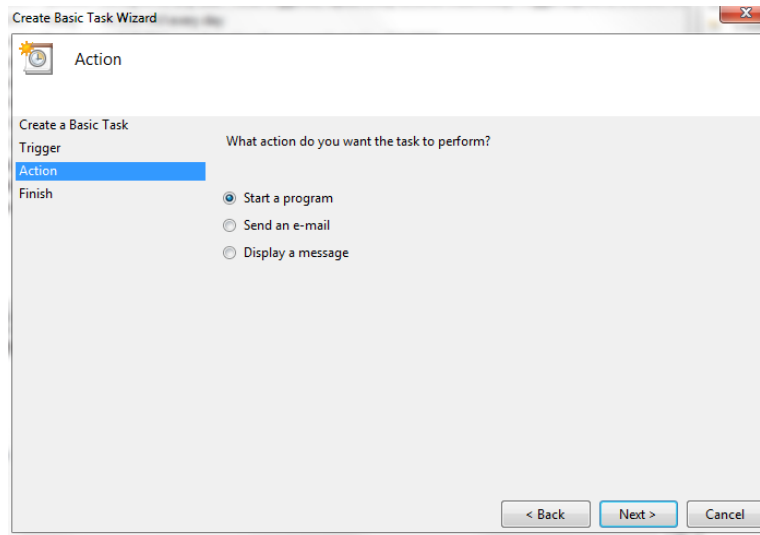 Create Basic Task Wizard
Action
Create a Basic Task
Trigger
Action
Finish
What action do you want the task to perform?
Start a program
Send an e-mail
Display a message
< Back
Next >
Cancel